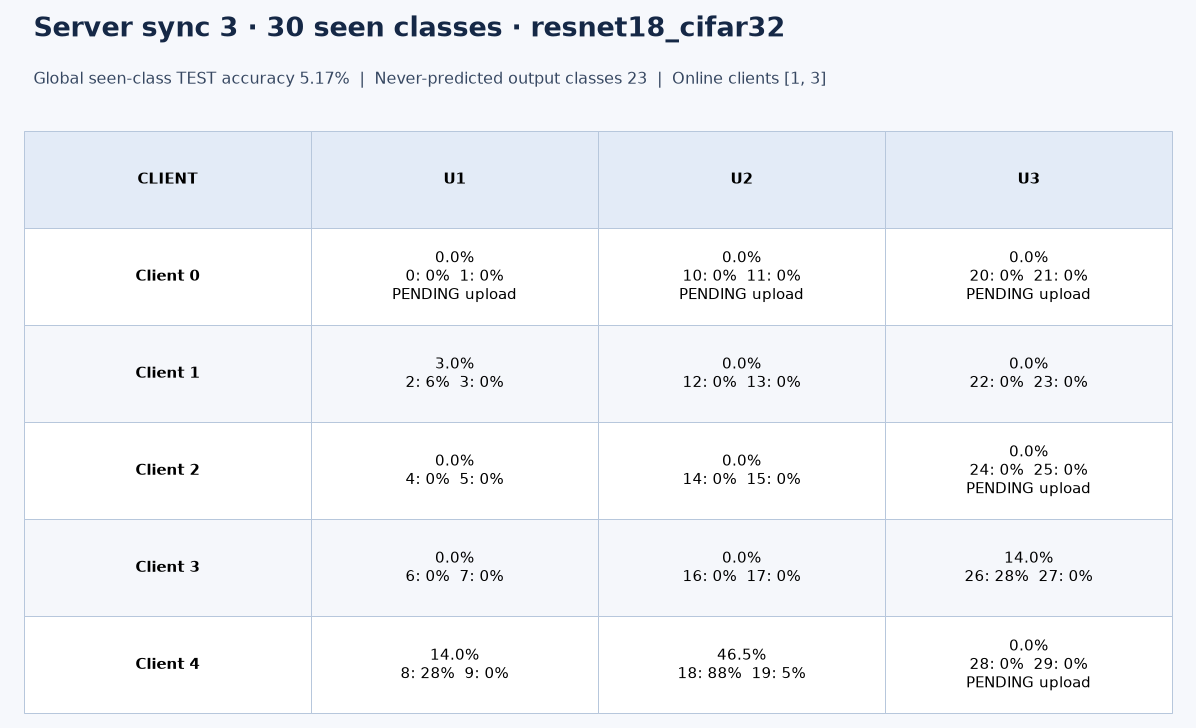 Server sync 3 · 30 seen classes · resnet18_cifar32
Global seen-class TEST accuracy 5.17%  |  Never-predicted output classes 23  |  Online clients [1, 3]
CLIENT
U1
U2
U3
Client 0
0.0%
0: 0%  1: 0%
PENDING upload
0.0%
10: 0%  11: 0%
PENDING upload
0.0%
20: 0%  21: 0%
PENDING upload
Client 1
3.0%
2: 6%  3: 0%
0.0%
12: 0%  13: 0%
0.0%
22: 0%  23: 0%
Client 2
0.0%
4: 0%  5: 0%
0.0%
14: 0%  15: 0%
0.0%
24: 0%  25: 0%
PENDING upload
Client 3
0.0%
6: 0%  7: 0%
0.0%
16: 0%  17: 0%
14.0%
26: 28%  27: 0%
Client 4
14.0%
8: 28%  9: 0%
46.5%
18: 88%  19: 5%
0.0%
28: 0%  29: 0%
PENDING upload